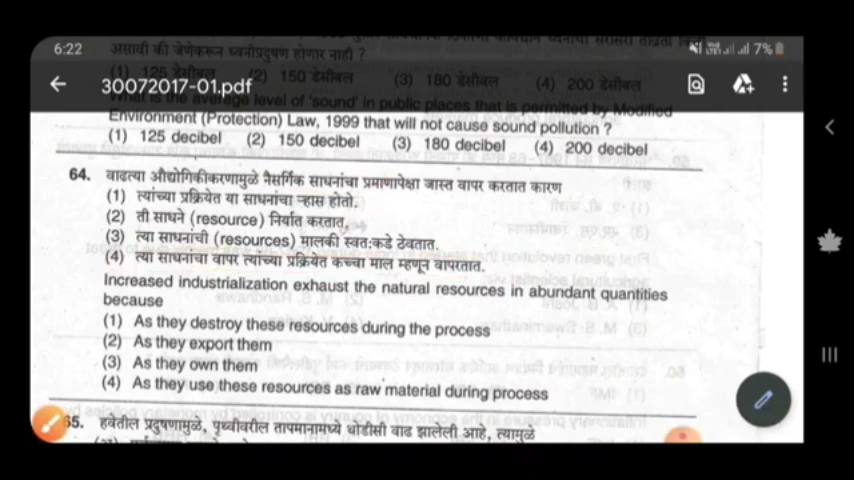 6:22
7%
असावी की जेणेकरून ध्वनीप्रदुषण होणार नाही ?
(1) 125 डेसीबल (2) 150 डेसीबल (3) 180 डेसीबल (4) 200 डेसीबल
30072017-01.pdf
What is the average level of 'sound' in public places that is permitted by Modified
Environment (Protection) Law, 1999 that will not cause sound pollution ?
(1) 125 decibel (2) 150 decibel (3) 180 decibel (4) 200 decibel
64. वाढत्या औद्योगिकीकरणामुळे नैसर्गिक साधनांचा प्रमाणापेक्षा जास्त वापर करतात कारण
(1) त्यांच्या प्रक्रियेत या साधनांचा ऱ्हास होतो.
(2) ती साधने (resource) निर्यात करतात.
(3) त्या साधनांची (resources) मालकी स्वतःकडे ठेवतात.
(4) त्या साधनांचा वापर त्यांच्या प्रक्रियेत कच्चा माल म्हणून वापरतात.
Increased industrialization exhaust the natural resources in abundant quantities
because
(1) As they destroy these resources during the process
(2) As they export them
(3) As they own them
(4) As they use these resources as raw material during process
65. हवेतील प्रदुषणामुळे, पृथ्वीवरील तापमानामध्ये थोडीसी वाढ झालेली आहे, त्यामुळे